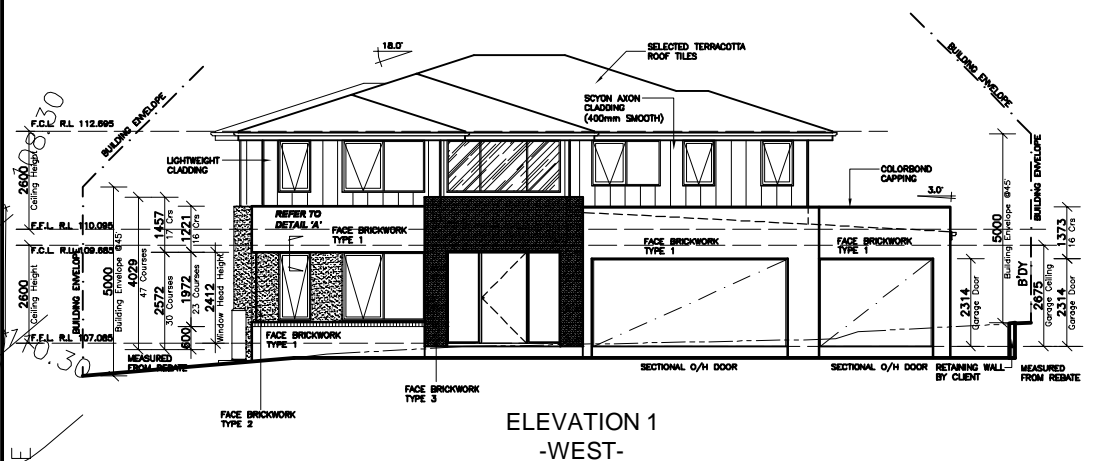 18.0'
SELECTED TERRACOTTA
ROOF TILES
BUILDING ENVELOPE
BUILDING ENVELOPE
SCYON AXON
CLADDING
(400mm SMOOTH)
F.C.L. R.L 112.695
LIGHTWEIGHT
CLADDING
COLORBOND
CAPPING
3.0'
2600
Ceiling Height
BUILDING ENVELOPE
REFER TO
DETAIL 'A'
FACE BRICKWORK
TYPE 1
FACE BRICKWORK
TYPE 1
FACE BRICKWORK
TYPE 1
F.F.L. R.L 110.095
F.C.L. R.L. 109.685
2600
Ceiling Height
F.F.L. R.L 107.085
BUILDING ENVELOPE
5000
Building Envelope @45'
4029
47 Courses
1457
17 Crs
2572
30 Courses
1221
16 Crs
1972
23 Courses
600
2412
Window Head Height
5000
Building Envelope @45'
B'DY
1373
16 Crs
2675
Garage Ceiling
2314
Garage Door
2314
Garage Door
FACE BRICKWORK
TYPE 1
MEASURED
FROM REBATE
SECTIONAL O/H DOOR
SECTIONAL O/H DOOR
RETAINING WALL
BY CLIENT
MEASURED
FROM REBATE
FACE BRICKWORK
TYPE 3
FACE BRICKWORK
TYPE 2
ELEVATION 1
-WEST-
E